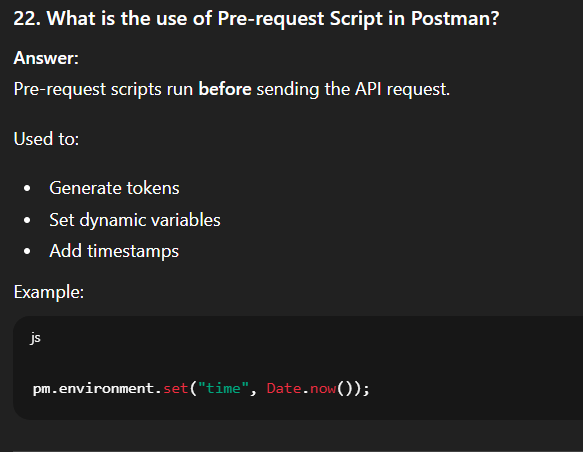 22. What is the use of Pre-request Script in Postman?
Answer:
Pre-request scripts run before sending the API request.
Used to:
• Generate tokens
• Set dynamic variables
• Add timestamps
Example:
js
pm.environment.set("time", Date.now());